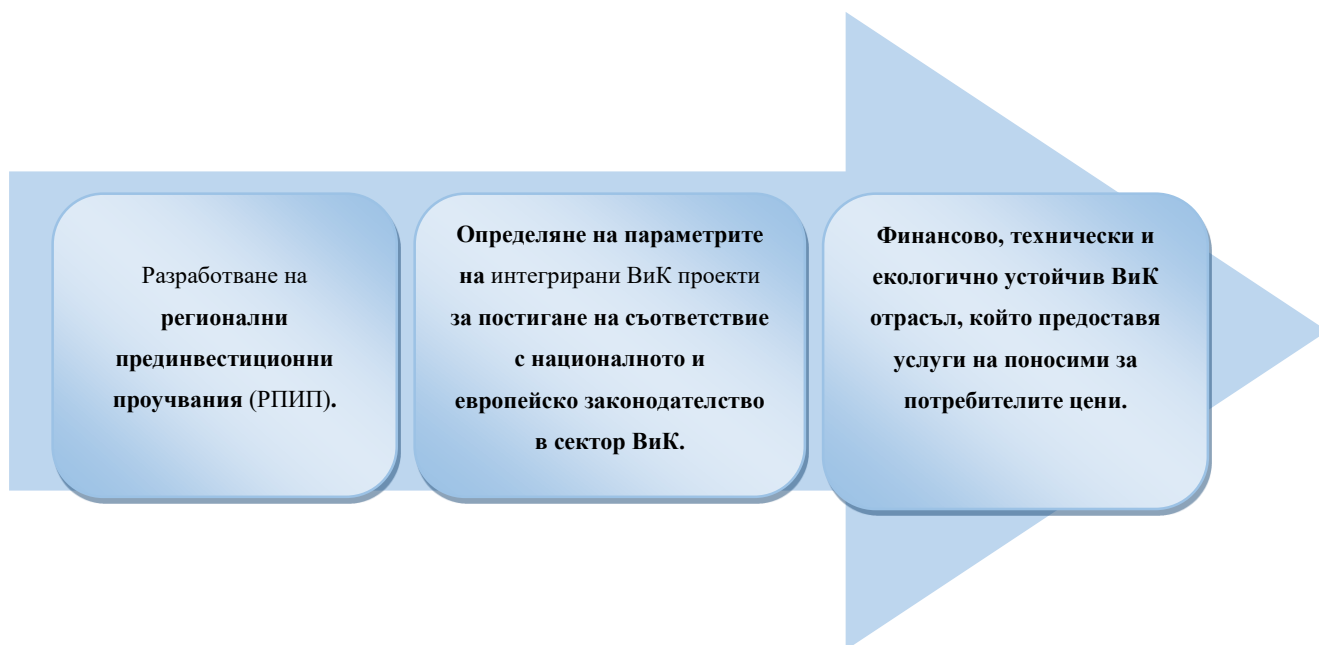 Разработване на
регионални
прединвестиционни
проучвания (РПИП).
Определяне на параметрите
на интегрирани ВиК проекти
за постигане на съответствие
с националното и
европейско законодателство
в сектор ВиК.
Финансово, технически и
екологично устойчив ВиК
отрасъл, който предоставя
услуги на поносими за
потребителите цени.